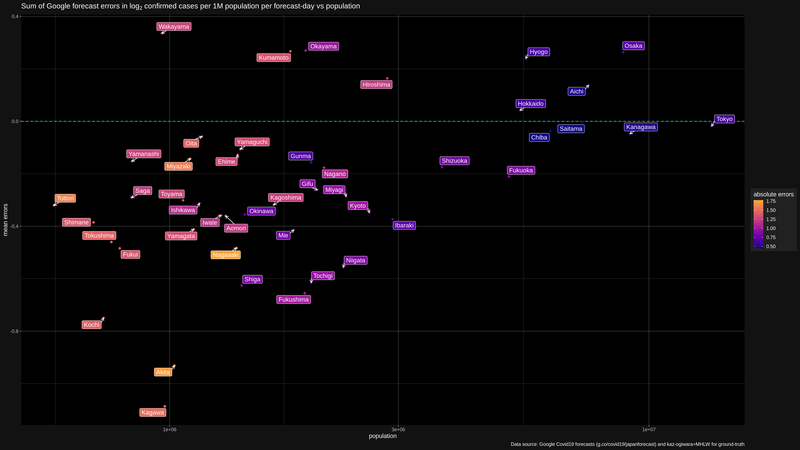 Sum of Google forecast errors in log2 confirmed cases per 1M population per forecast-day vs population
0.4
Wakayama
Okayama
Osaka
Hyogo
Kumamoto
Hiroshima
Aichi
Hokkaido
0.0
Tokyo
Saitama
Kanagawa
Chiba
Oita
Yamaguchi
Yamanashi
Gunma
Ehime
Shizuoka
Miyazaki
Nagano
Fukuoka
absolute errors
1.75
1.50
1.25
1.00
0.75
0.50
Gifu
Miyagi
Saga
Toyama
Tottori
Kagoshima
Kyoto
Ishikawa
Okinawa
Shimane
Iwate
Aomori
Ibaraki
mean errors
-0.4
Tokushima
Yamagata
Mie
Fukui
Nagasaki
Niigata
Shiga
Tochigi
Fukushima
Kochi
-0.8
Akita
Kagawa
1e+06
3e+06
1e+07
population
Data source: Google Covid19 forecasts (g.co/covid19/japanforecast) and kaz-ogiwara+MHLW for ground-truth